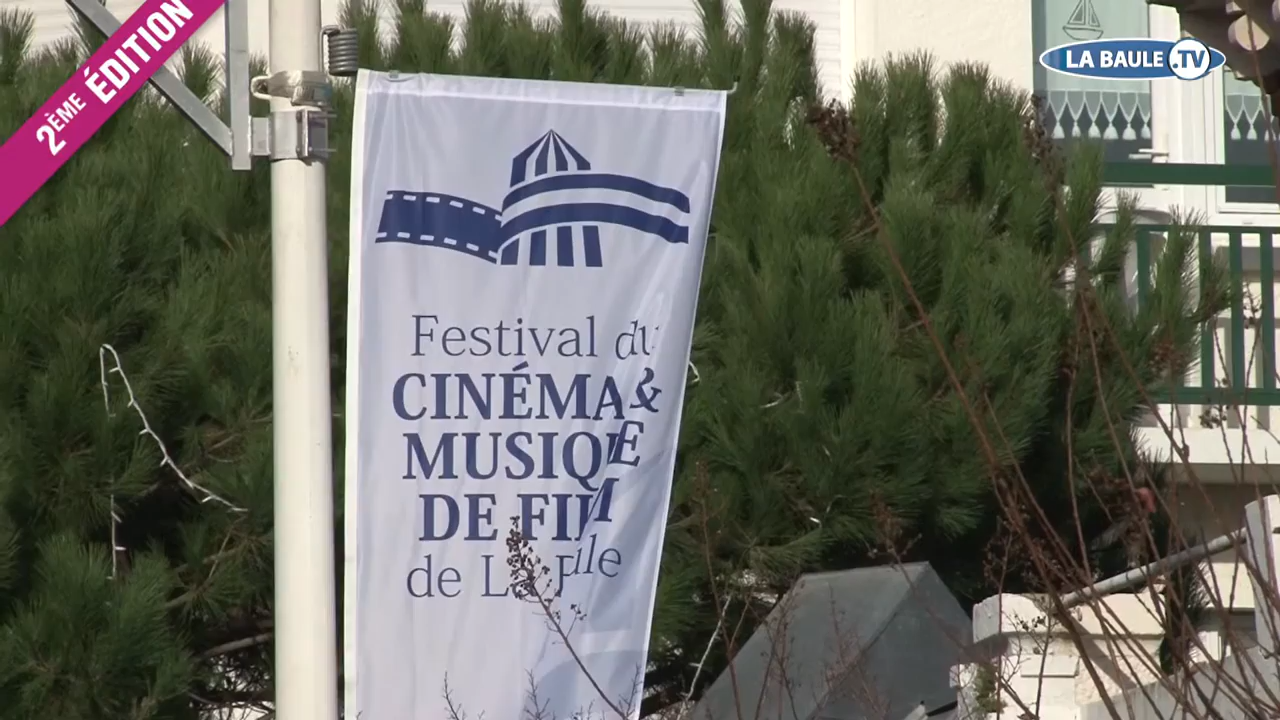 2ÈME ÉDITION
LA BAULE .TV
Festival du
CINÉMA &
MUSIQUE
DE FILM
de La Baule